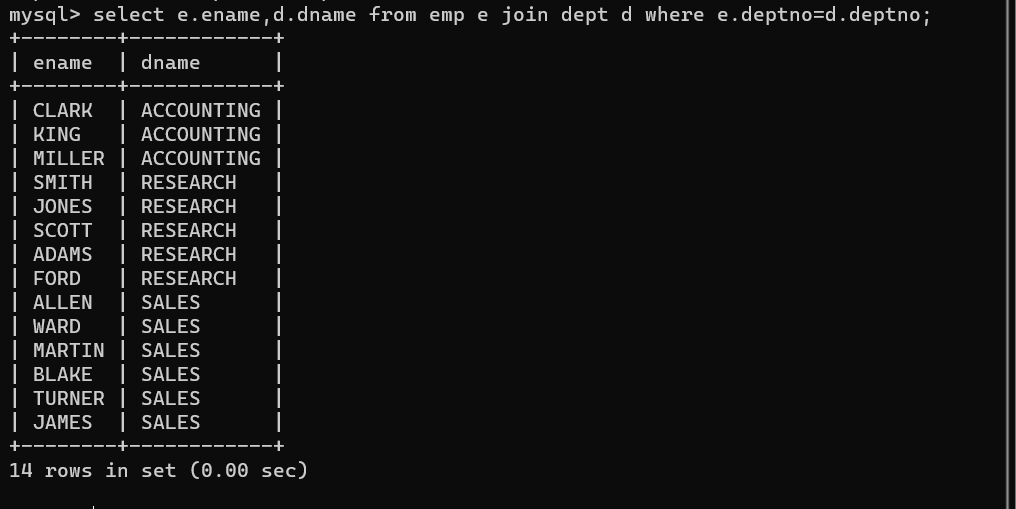 mysql> select e.ename,d.dname from emp e join dept d where e.deptno=d.deptno;
+--------+------------+
| ename  | dname      |
+--------+------------+
| CLARK  | ACCOUNTING |
| KING   | ACCOUNTING |
| MILLER | ACCOUNTING |
| SMITH  | RESEARCH   |
| JONES  | RESEARCH   |
| SCOTT  | RESEARCH   |
| ADAMS  | RESEARCH   |
| FORD   | RESEARCH   |
| ALLEN  | SALES      |
| WARD   | SALES      |
| MARTIN | SALES      |
| BLAKE  | SALES      |
| TURNER | SALES      |
| JAMES  | SALES      |
+--------+------------+
14 rows in set (0.00 sec)